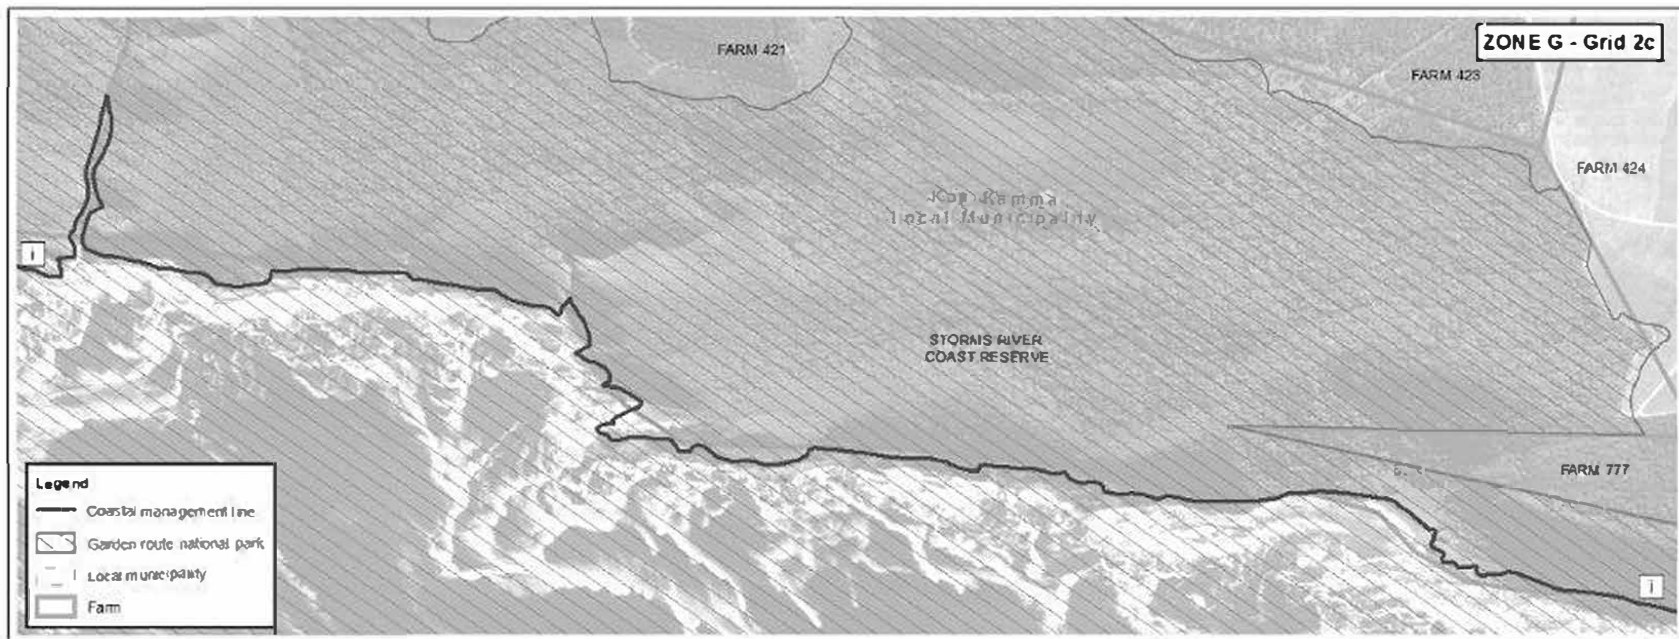 ZONE G - Grid 2c
FARM 421
FARM 423
FARM 424
Kou-Kamma
Local Municipality
i
STORMS RIVER
COAST RESERVE
FARM 777
Legend
Coastal management line
Garden route national park
Local municipality
Farm
i